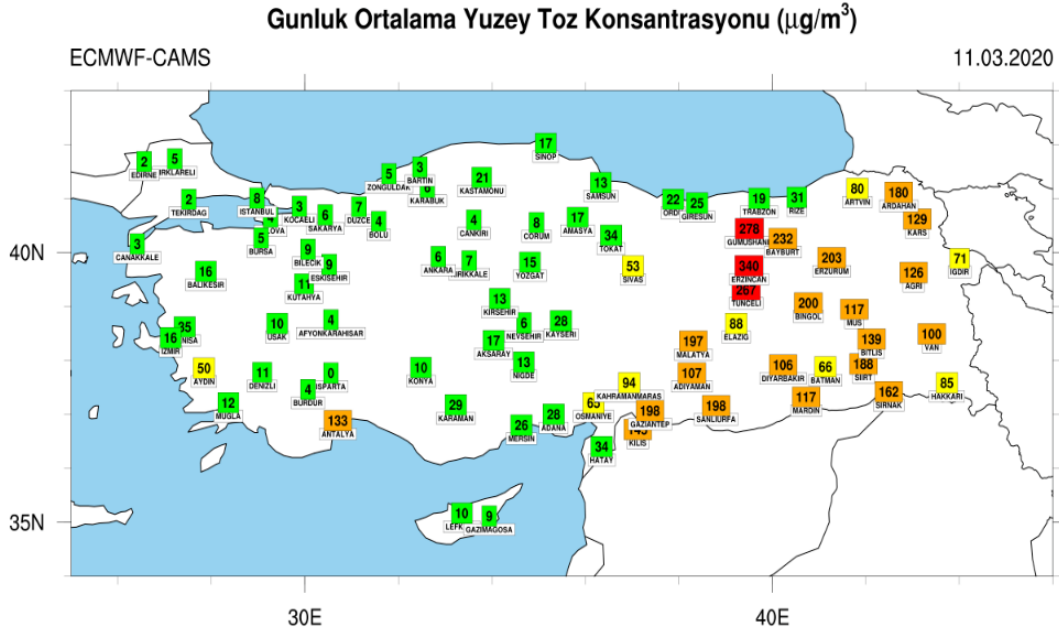 Gunluk Ortalama Yuzey Toz Konsantrasyonu (µg/m³)
ECMWF-CAMS
11.03.2020
40N
35N
30E
40E
2
EDIRNE
5
IRKLARELI
2
TEKIRDAG
8
ISTANBUL
3
KOCAELI
6
SAKARYA
7
DUZCE
4
BOLU
5
ZONGULDAK
3
BARTIN
6
KARABUK
21
KASTAMONU
17
SINOP
13
SAMSUN
22
ORD
25
GIRESUN
19
TRABZON
31
RIZE
80
ARTVIN
180
ARDAHAN
129
KARS
3
CANAKKALE
4
LOVA
5
BURSA
9
BILECIK
9
ESKISEHIR
6
ANKARA
4
CANKIRI
7
IRIKKALE
8
CORUM
17
AMASYA
34
TOKAT
15
YOZGAT
53
SIVAS
278
GUMUSHANE
232
BAYBURT
203
ERZURUM
71
IGDIR
126
AGRI
16
BALIKESIR
11
KUTAHYA
340
ERZINCAN
267
TUNCELI
200
BINGOL
117
MUS
100
VAN
35
NISA
16
IZMIR
10
USAK
4
AFYONKARAHISAR
13
KIRSEHIR
6
NEVSEHIR
28
KAYSERI
17
AKSARAY
88
ELAZIG
197
MALATYA
139
BITLIS
50
AYDIN
11
DENIZLI
0
ISPARTA
4
BURDUR
10
KONYA
13
NIGDE
94
KAHRAMANMARAS
107
ADIYAMAN
106
DIYARBAKIR
66
BATMAN
188
SIIRT
162
SIRNAK
85
HAKKARI
12
MUGLA
133
ANTALYA
29
KARAMAN
26
MERSIN
28
ADANA
OSMANIYE
198
GAZIANTEP
198
SANLIURFA
117
MARDIN
34
HATAY
KILIS
10
LEFK
9
GAZIMAGOSA